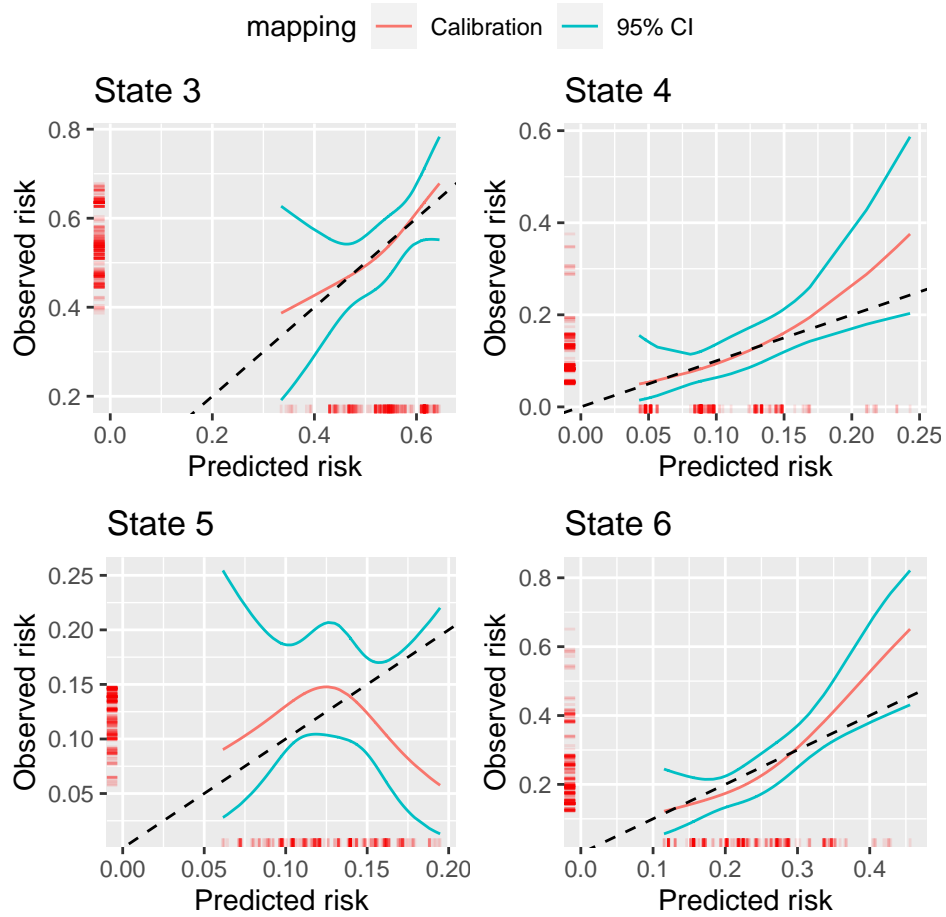 mapping Calibration 95% CI
State 3
0.8
0.6
0.4
0.2
Observed risk
0.0 0.2 0.4 0.6
Predicted risk
State 4
0.6
0.4
0.2
0.0
Observed risk
0.00 0.05 0.10 0.15 0.20 0.25
Predicted risk
State 5
0.25
0.20
0.15
0.10
0.05
Observed risk
0.00 0.05 0.10 0.15 0.20
Predicted risk
State 6
0.8
0.6
0.4
0.2
Observed risk
0.0 0.1 0.2 0.3 0.4
Predicted risk